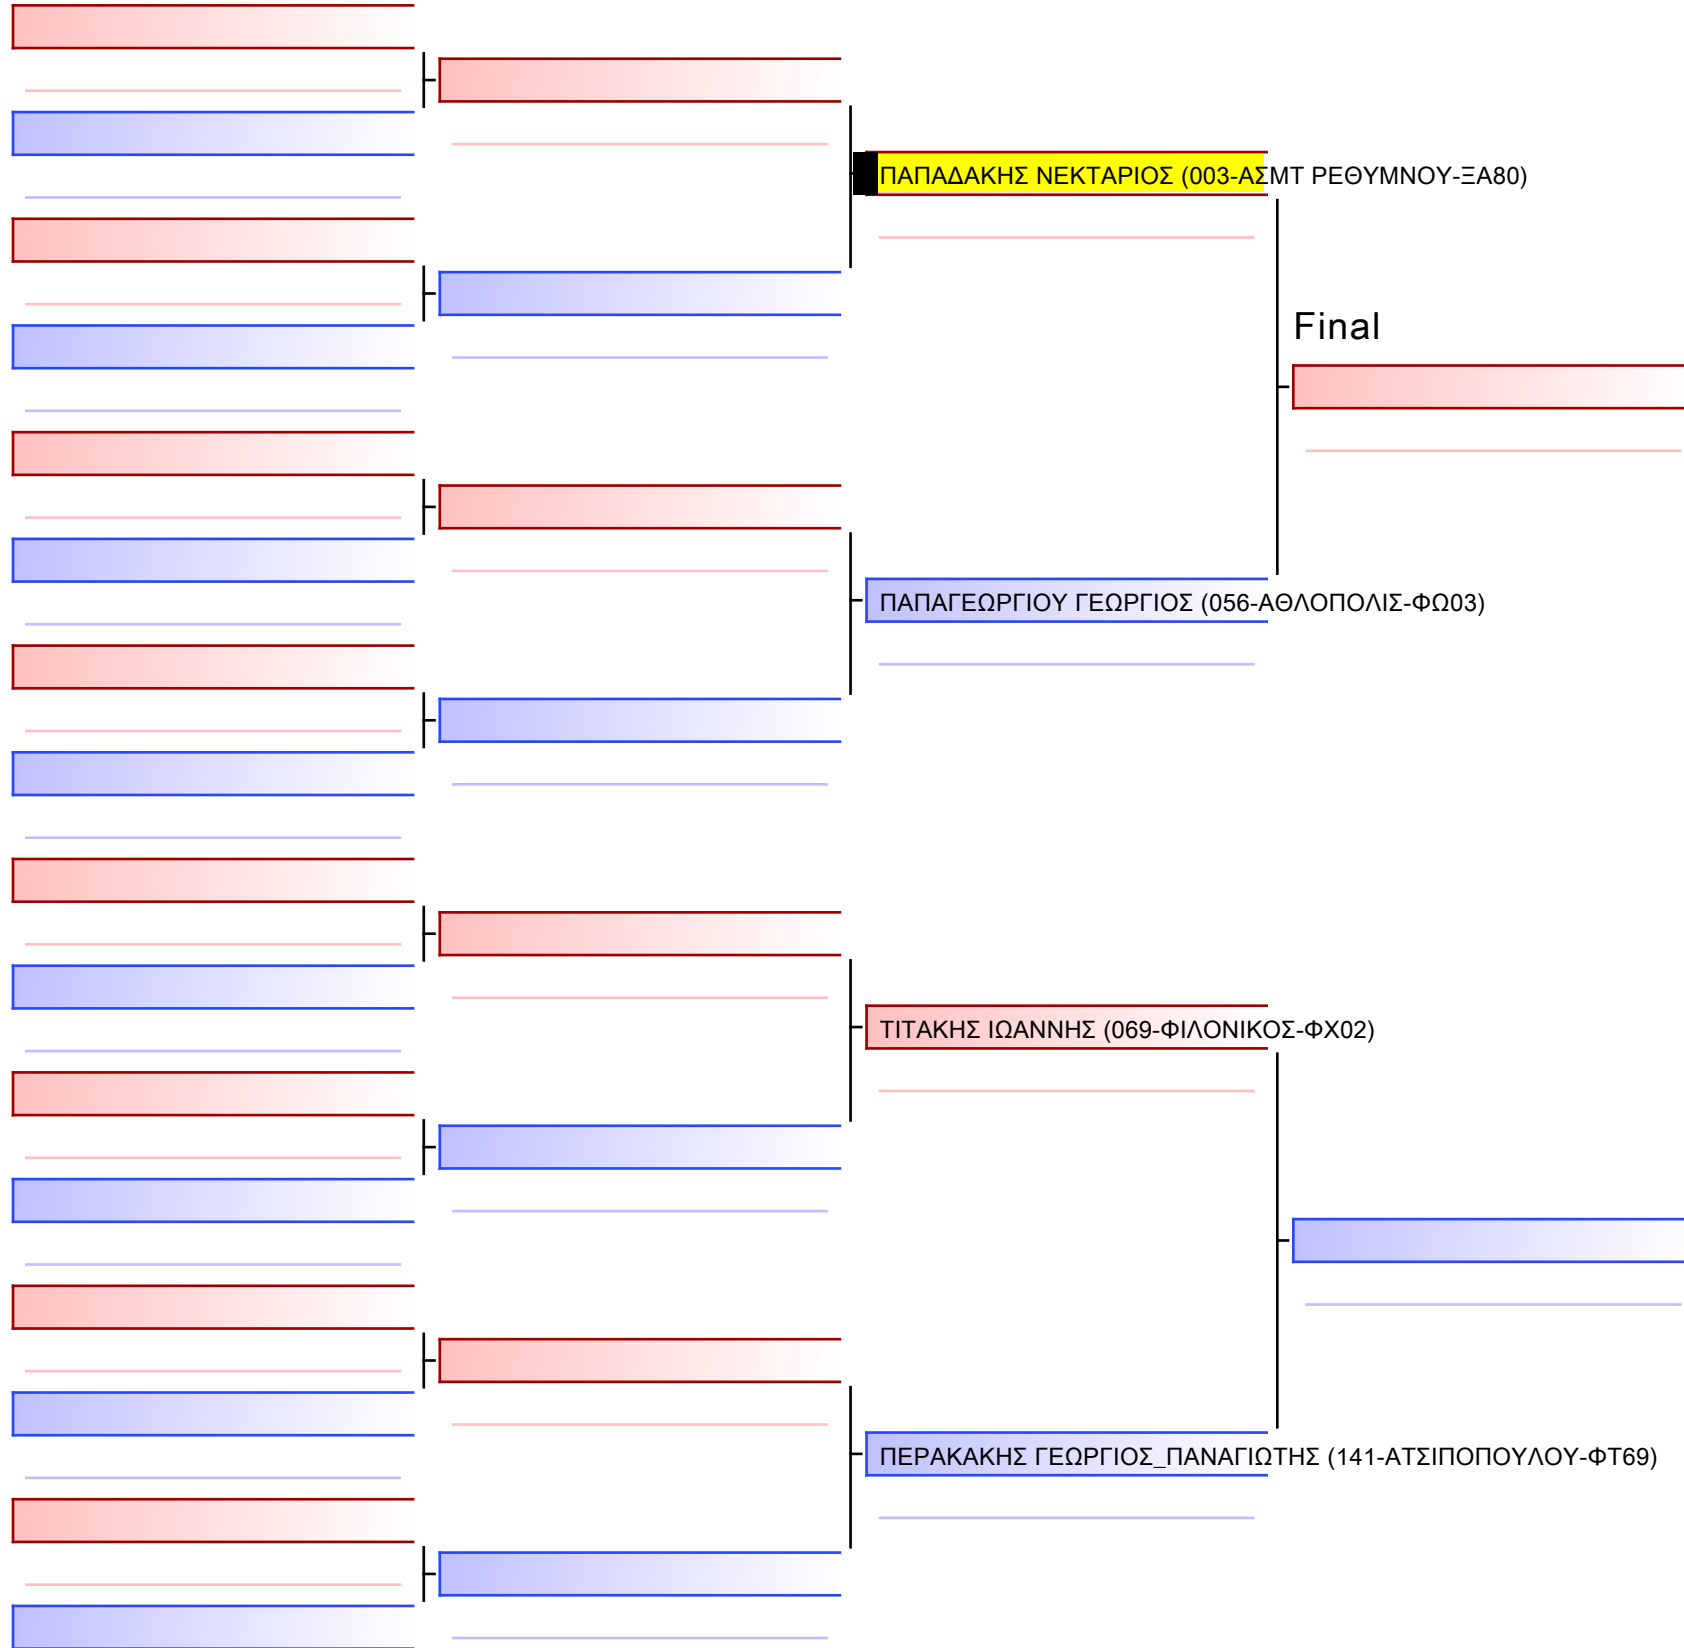 ΠΑΠΑΔΑΚΗΣ ΝΕΚΤΑΡΙΟΣ (003-ΑΣΜΤ ΡΕΘΥΜΝΟΥ-ΞΑ80)
Final
ΠΑΠΑΓΕΩΡΓΙΟΥ ΓΕΩΡΓΙΟΣ (056-ΑΘΛΟΠΟΛΙΣ-ΦΩ03)
ΤΙΤΑΚΗΣ ΙΩΑΝΝΗΣ (069-ΦΙΛΟΝΙΚΟΣ-ΦΧ02)
ΠΕΡΑΚΑΚΗΣ ΓΕΩΡΓΙΟΣ_ΠΑΝΑΓΙΩΤΗΣ (141-ΑΤΣΙΠΟΠΟΥΛΟΥ-ΦΤ69)